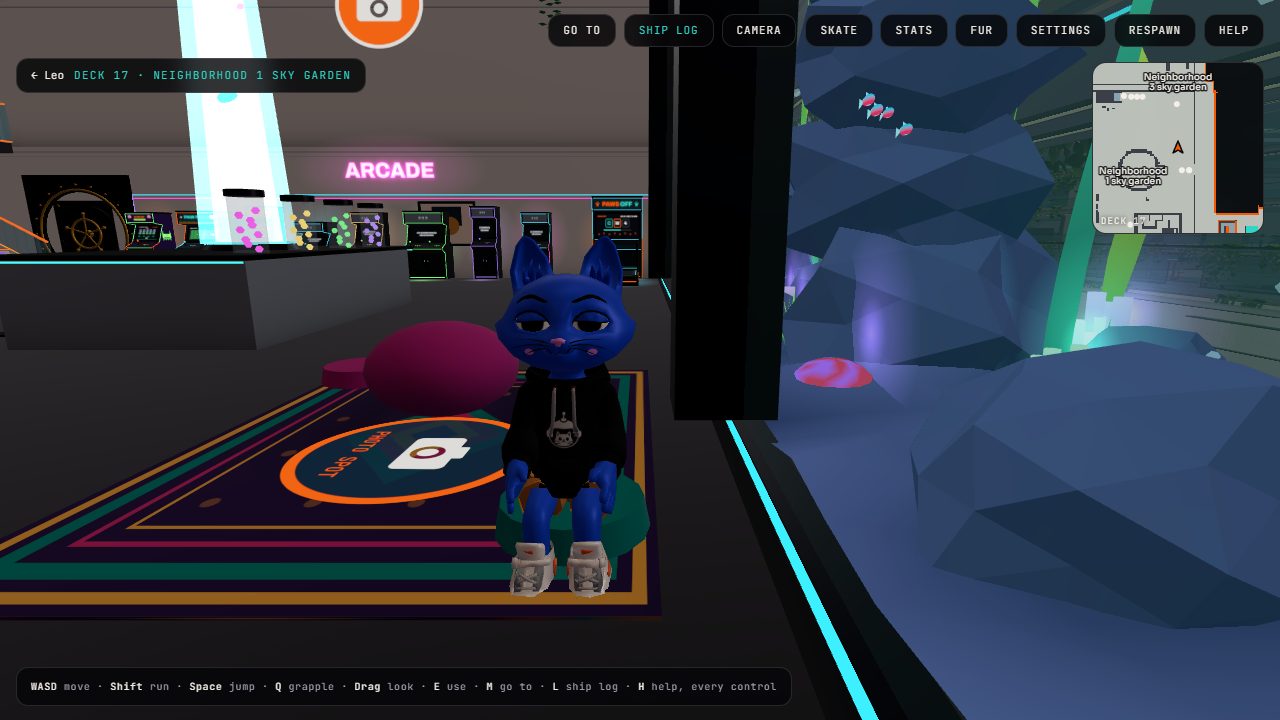 GO TO
SHIP LOG
CAMERA
SKATE
STATS
FUR
SETTINGS
RESPAWN
HELP
← Leo DECK 17 · NEIGHBORHOOD 1 SKY GARDEN
Neighborhood
3 sky garden
Neighborhood
1 sky garden
DECK 17
ARCADE
PAWS OFF
PHOTO SPOT
WASD move · Shift run · Space jump · Q grapple · Drag look · E use · M go to · L ship log · H help, every control